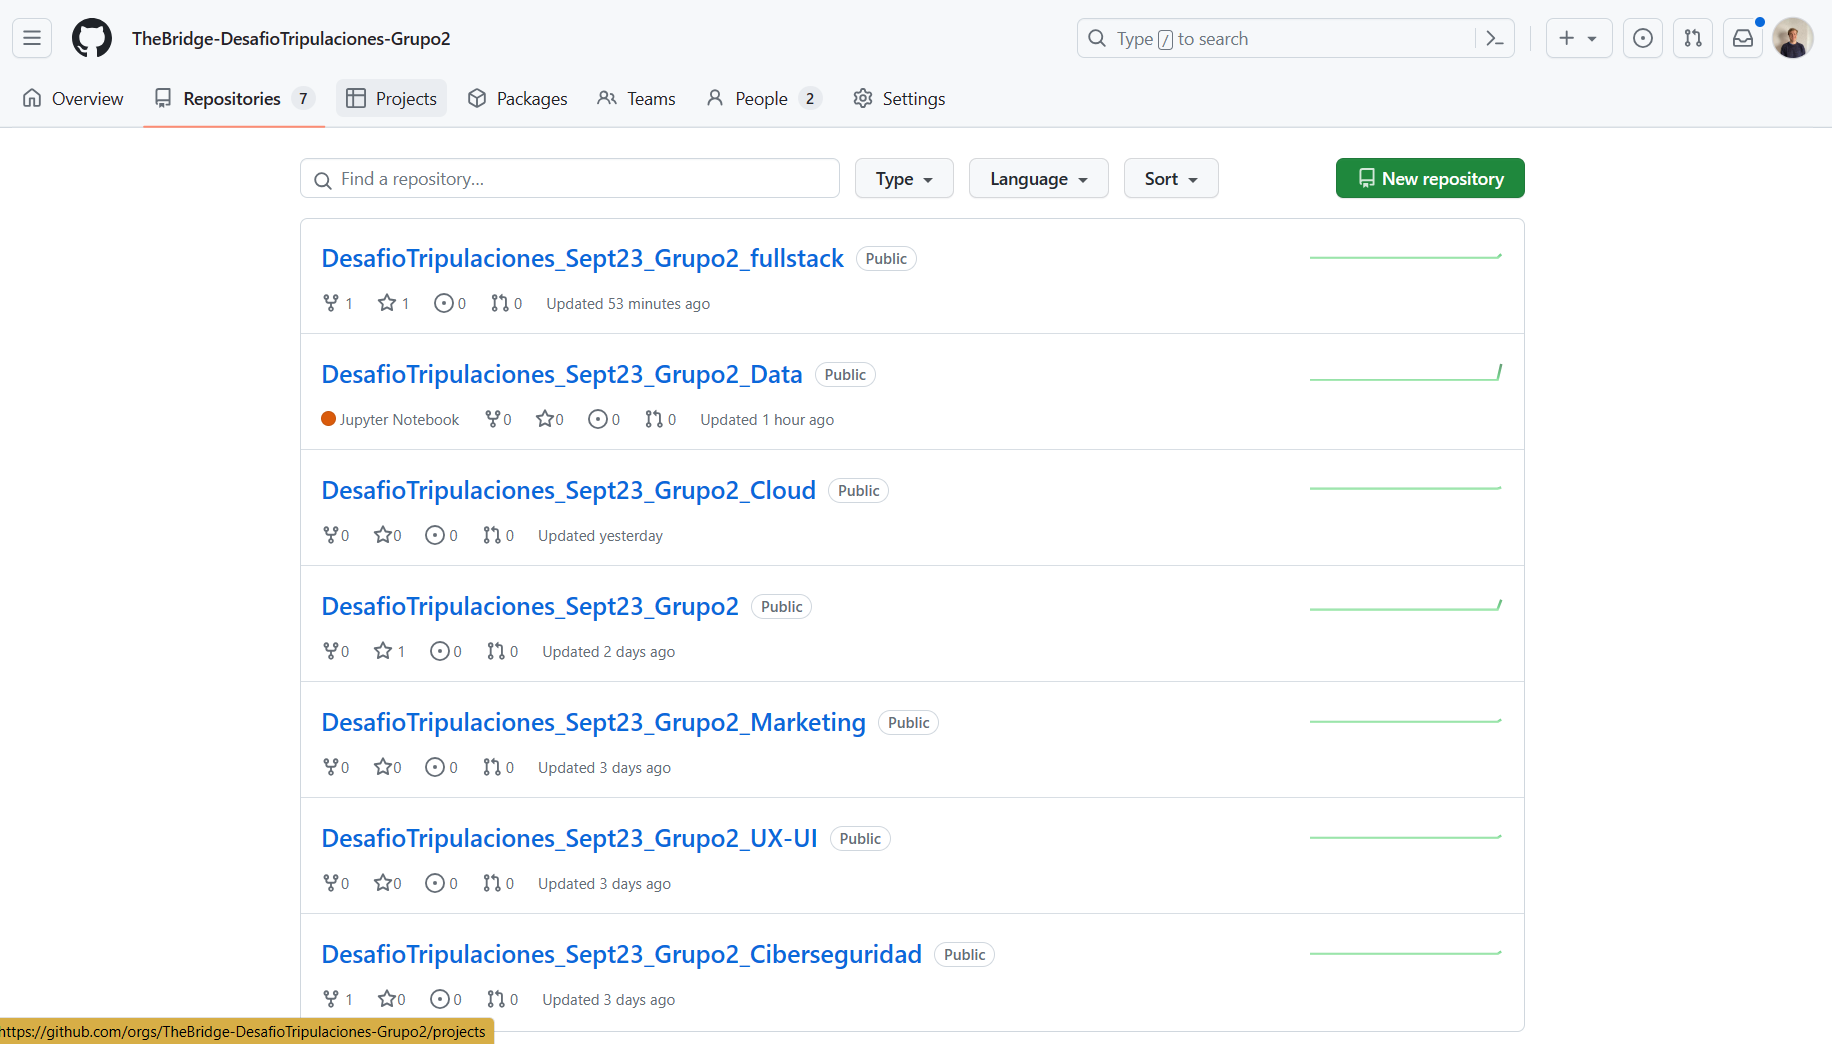 TheBridge-DesafioTripulaciones-Grupo2
Type / to search
Overview Repositories 7 Projects Packages Teams People 2 Settings
Find a repository... Type Language Sort New repository
DesafioTripulaciones_Sept23_Grupo2_fullstack Public
1 1 0 0 Updated 53 minutes ago
DesafioTripulaciones_Sept23_Grupo2_Data Public
Jupyter Notebook 0 0 0 0 Updated 1 hour ago
DesafioTripulaciones_Sept23_Grupo2_Cloud Public
0 0 0 0 Updated yesterday
DesafioTripulaciones_Sept23_Grupo2 Public
0 1 0 0 Updated 2 days ago
DesafioTripulaciones_Sept23_Grupo2_Marketing Public
0 0 0 0 Updated 3 days ago
DesafioTripulaciones_Sept23_Grupo2_UX-UI Public
0 0 0 0 Updated 3 days ago
DesafioTripulaciones_Sept23_Grupo2_Ciberseguridad Public
1 0 0 0 Updated 3 days ago
https://github.com/orgs/TheBridge-DesafioTripulaciones-Grupo2/projects